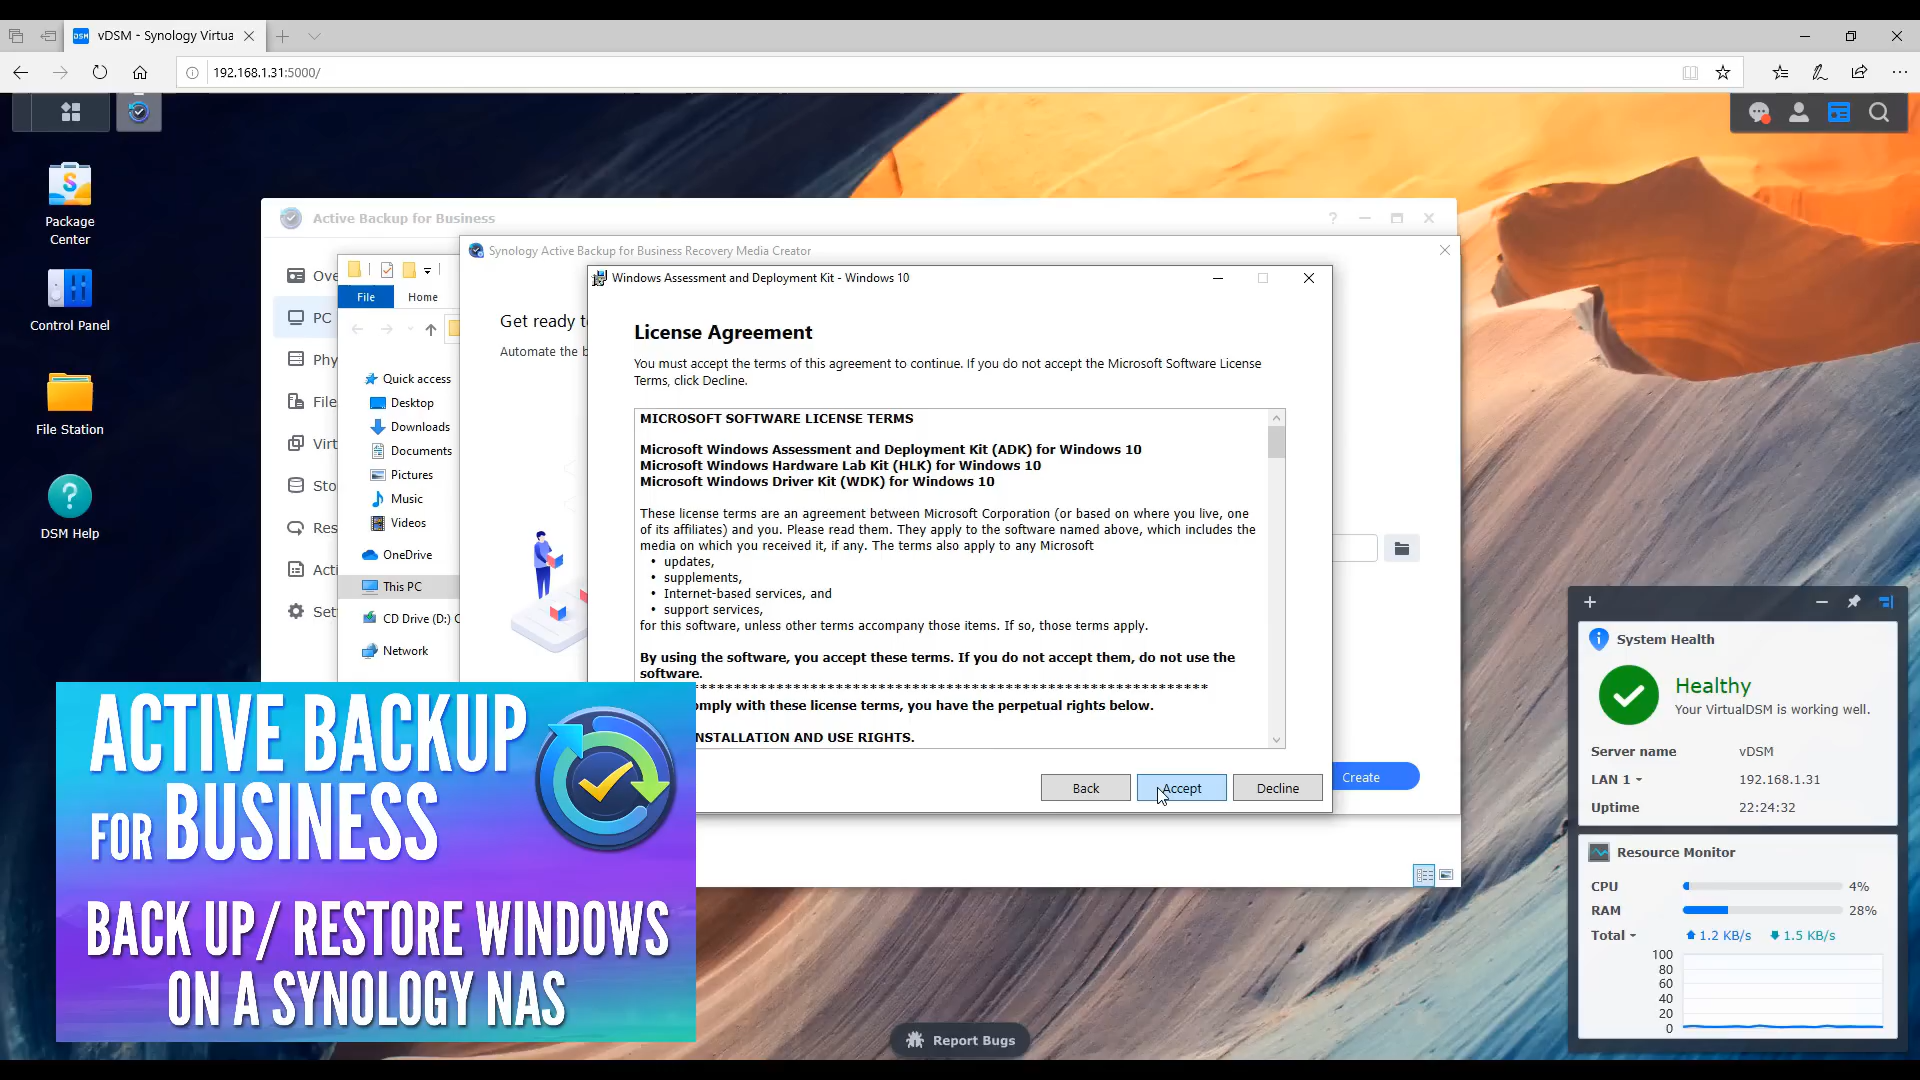 vDSM - Synology Virtua
192.168.1.31:5000/
Package
Center
Control Panel
File Station
DSM Help
Active Backup for Business
Ove
PC
Phy
File
Virt
Sto
Res
Acti
Set
File
Home
Quick access
Desktop
Downloads
Documents
Pictures
Music
Videos
OneDrive
This PC
CD Drive (D:) C
Network
Synology Active Backup for Business Recovery Media Creator
Get ready t
Automate the b
Create
Windows Assessment and Deployment Kit - Windows 10
License Agreement
You must accept the terms of this agreement to continue. If you do not accept the Microsoft Software License
Terms, click Decline.
MICROSOFT SOFTWARE LICENSE TERMS
Microsoft Windows Assessment and Deployment Kit (ADK) for Windows 10
Microsoft Windows Hardware Lab Kit (HLK) for Windows 10
Microsoft Windows Driver Kit (WDK) for Windows 10
These license terms are an agreement between Microsoft Corporation (or based on where you live, one
of its affiliates) and you. Please read them. They apply to the software named above, which includes the
media on which you received it, if any. The terms also apply to any Microsoft
• updates,
• supplements,
• Internet-based services, and
• support services,
for this software, unless other terms accompany those items. If so, those terms apply.
By using the software, you accept these terms. If you do not accept them, do not use the
software.
************************************************************
omply with these license terms, you have the perpetual rights below.
NSTALLATION AND USE RIGHTS.
Back
Accept
Decline
ACTIVE BACKUP
FOR BUSINESS
BACK UP/ RESTORE WINDOWS
ON A SYNOLOGY NAS
Report Bugs
System Health
Healthy
Your VirtualDSM is working well.
Server name vDSM
LAN 1 192.168.1.31
Uptime 22:24:32
Resource Monitor
CPU 4%
RAM 28%
Total 1.2 KB/s 1.5 KB/s
100
80
60
40
20
0